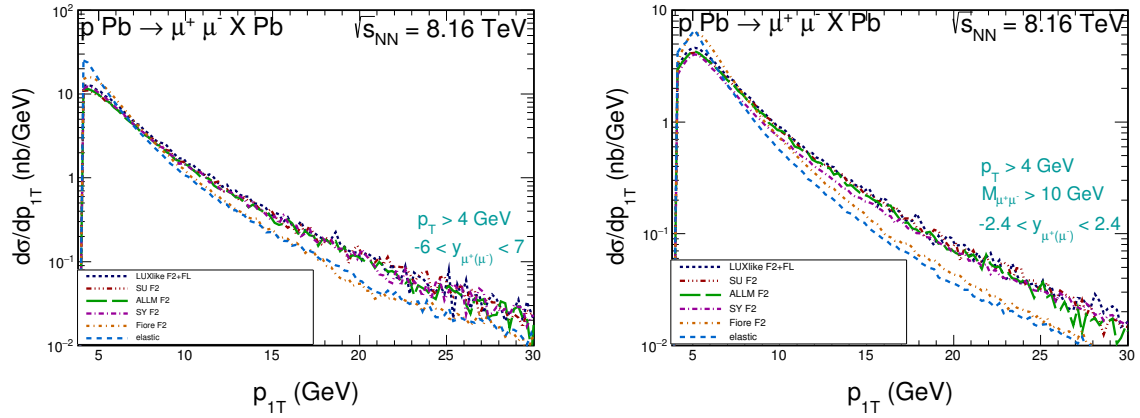 p Pb → μ⁺ μ⁻ X Pb √s_NN = 8.16 TeV
dσ/dp_1T (nb/GeV)
10²
10
1
10⁻¹
10⁻²
p_T > 4 GeV
-6 < y_μ⁺(μ⁻) < 7
LUXlike F2+FL
SU F2
ALLM F2
SY F2
Fiore F2
elastic
5 10 15 20 25 30
p_1T (GeV)
p Pb → μ⁺ μ⁻ X Pb √s_NN = 8.16 TeV
dσ/dp_1T (nb/GeV)
10
1
10⁻¹
10⁻²
p_T > 4 GeV
M_μ⁺μ⁻ > 10 GeV
-2.4 < y_μ⁺(μ⁻) < 2.4
LUXlike F2+FL
SU F2
ALLM F2
SY F2
Fiore F2
elastic
5 10 15 20 25 30
p_1T (GeV)